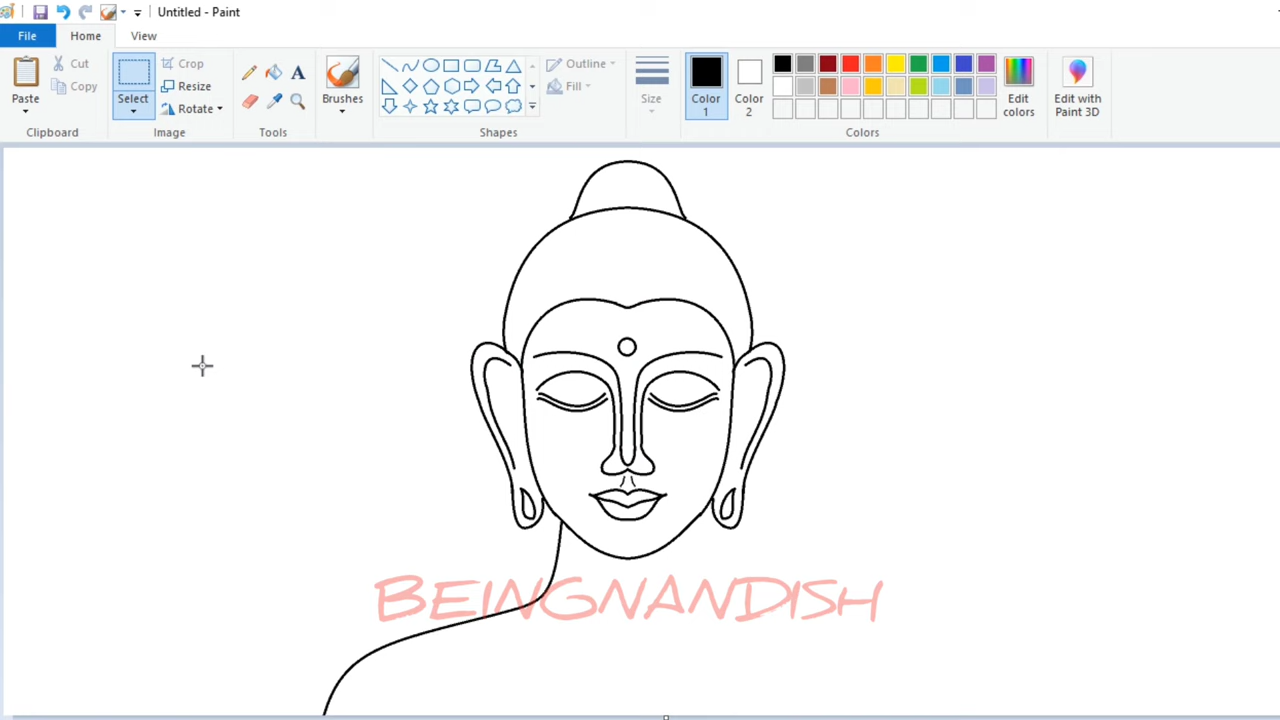 Untitled - Paint
File Home View
Paste Cut Copy Select Crop Resize Rotate Brushes Outline Fill Size Color 1 Color 2 Edit colors Edit with Paint 3D
Clipboard Image Tools Shapes Colors
BEINGNANDISH